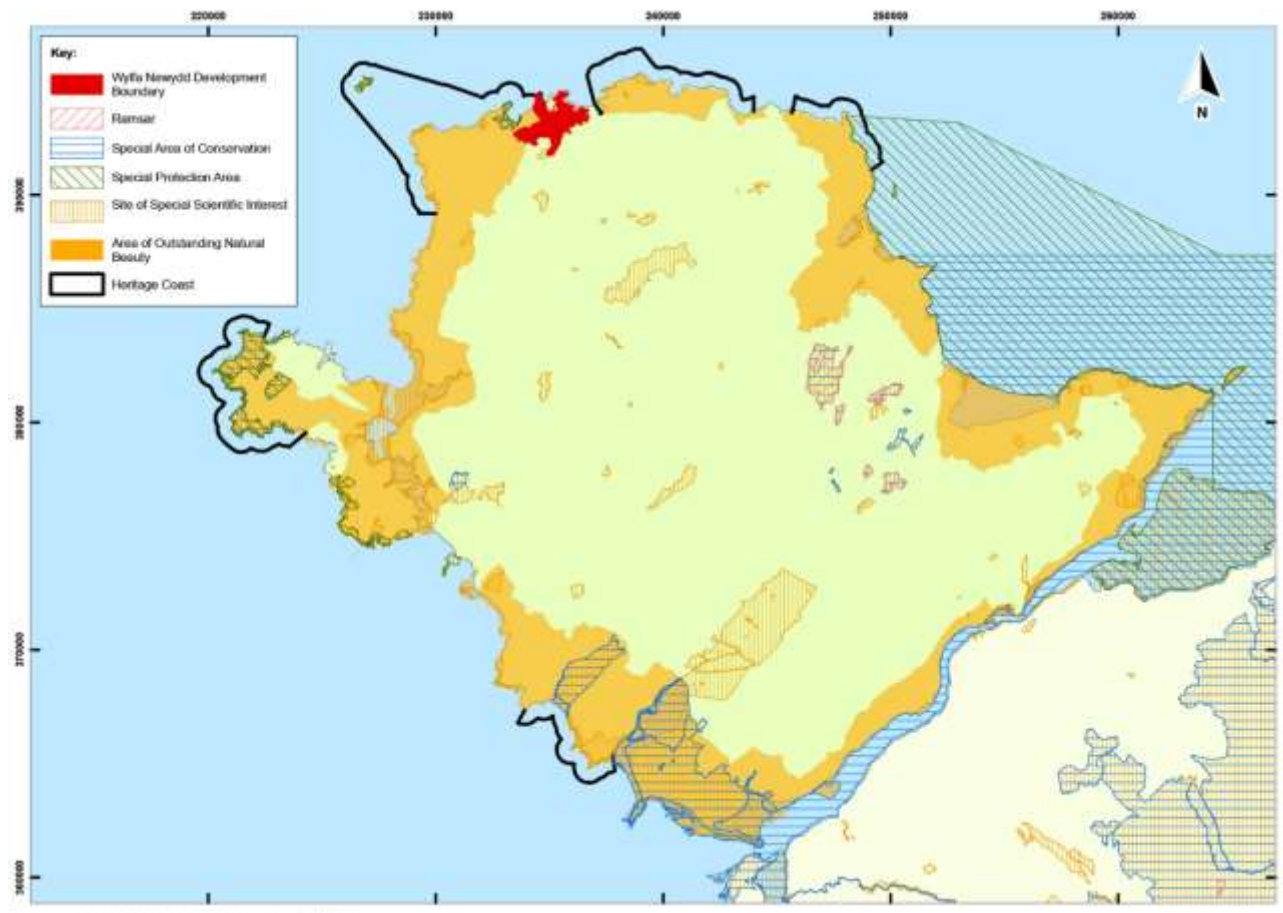 220000 230000 240000 250000 260000
Key:
Wylfa Newydd Development
Boundary
Ramsar
Special Area of Conservation
Special Protection Area
Site of Special Scientific Interest
Area of Outstanding Natural
Beauty
Heritage Coast
N
390000
380000
370000
360000